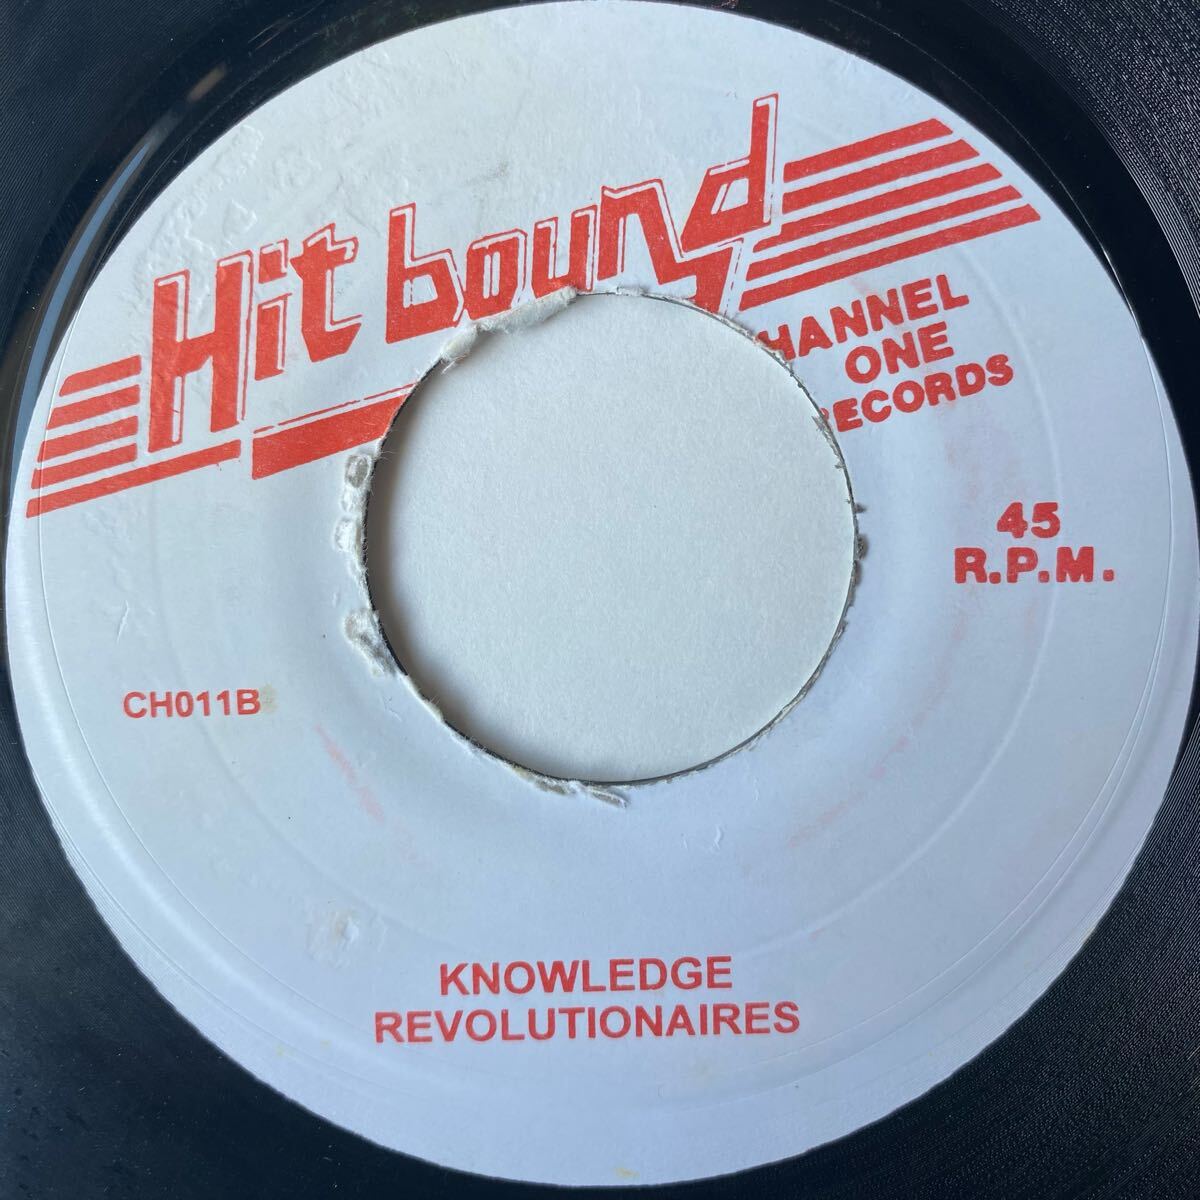 Hit bound
HANNEL
ONE
RECORDS
45
R.P.M.
CH011B
KNOWLEDGE
REVOLUTIONAIRES